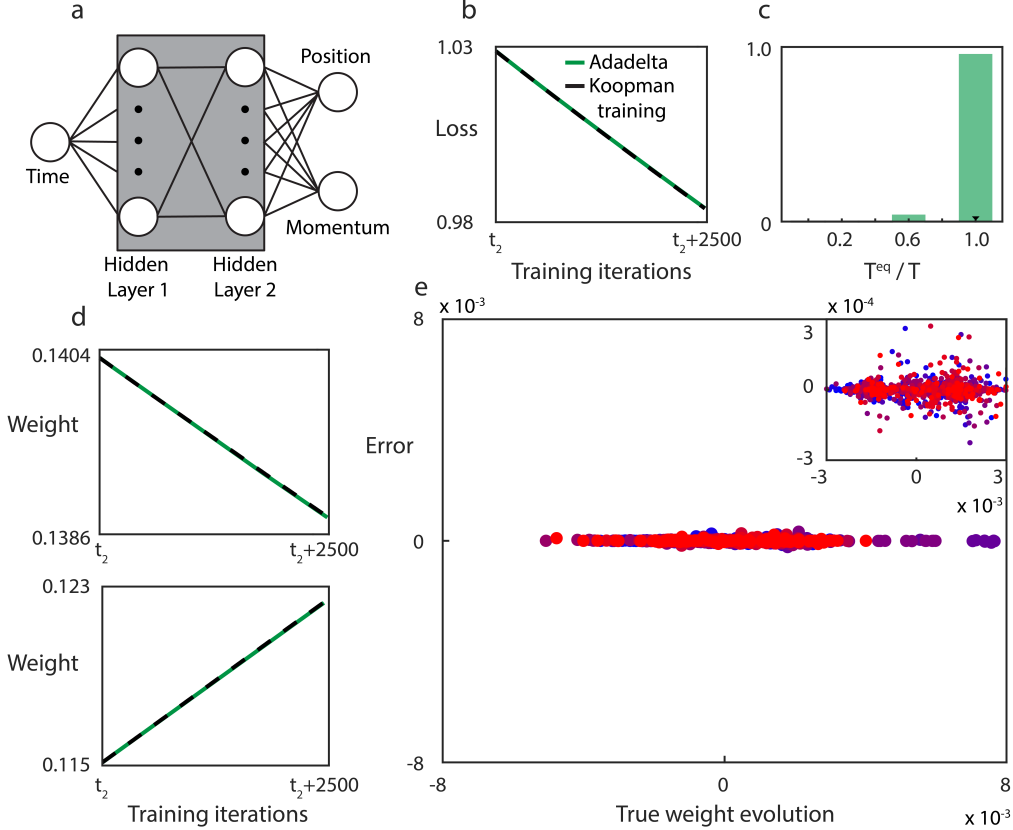 a
Time
Hidden
Layer 1
Hidden
Layer 2
Position
Momentum
b
1.03
Loss
0.98
Adadelta
Koopman
training
t2
t2+2500
Training iterations
c
1.0
0
0.2
0.6
1.0
Teq / T
d
0.1404
Weight
0.1386
t2
t2+2500
0.123
Weight
0.115
t2
t2+2500
Training iterations
e
x 10-3
8
Error
0
-8
-8
0
8
True weight evolution
x 10-3
x 10-4
3
0
-3
-3
0
3
x 10-3